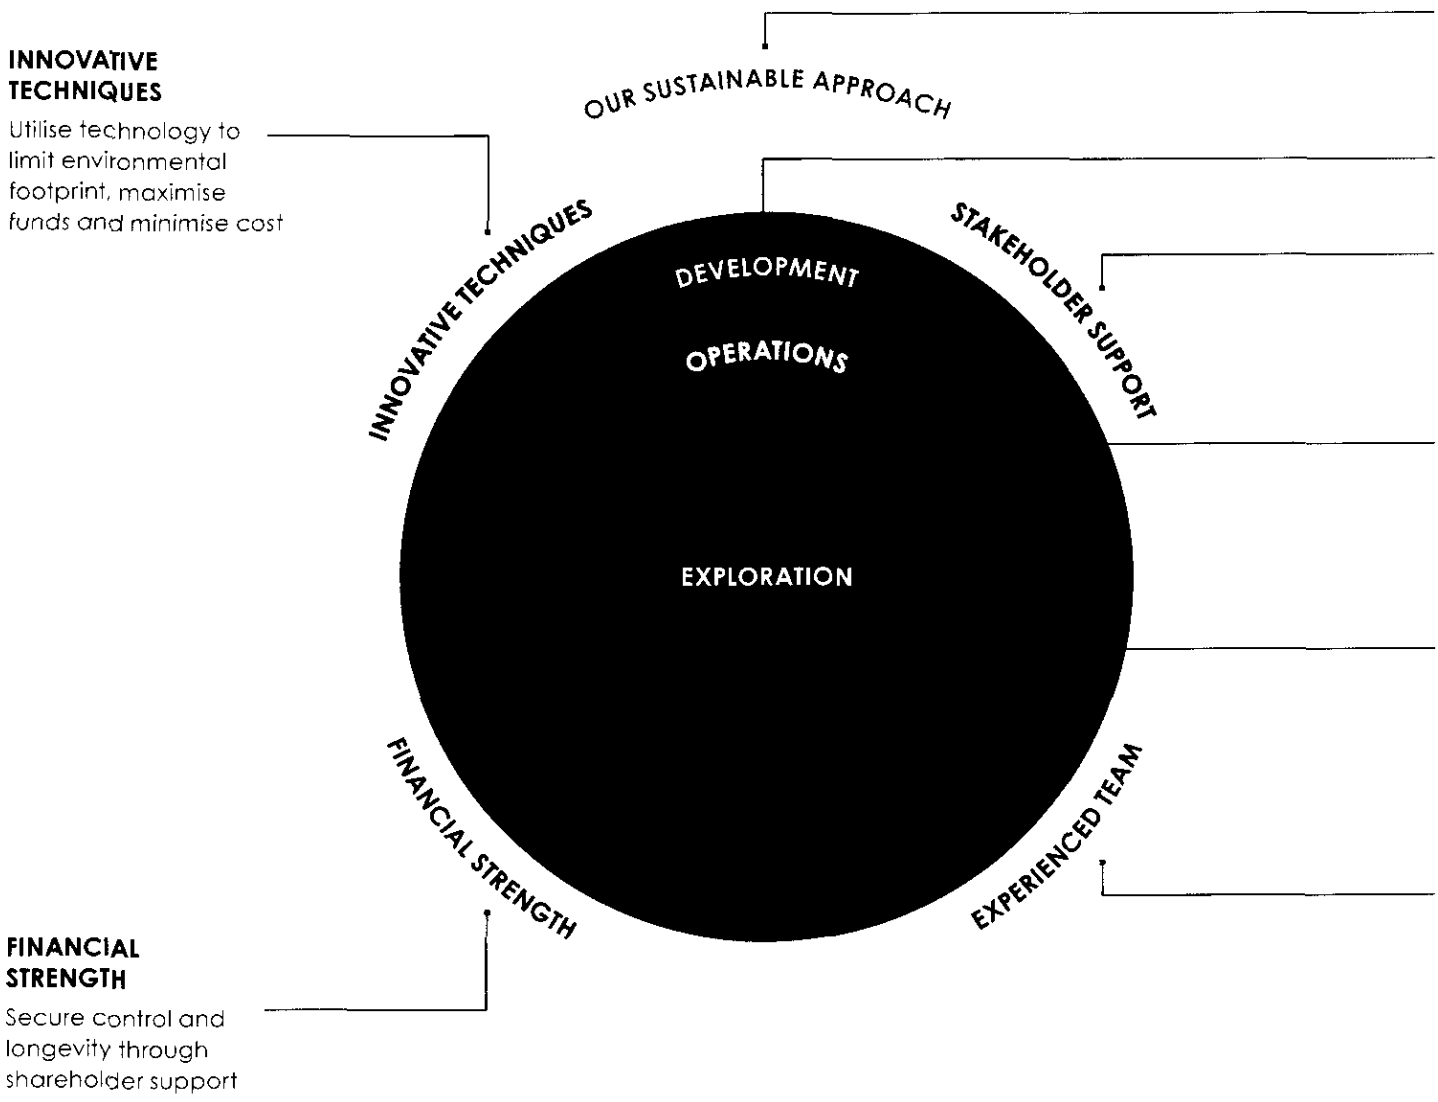 INNOVATIVE
TECHNIQUES
Utilise technology to
limit environmental
footprint, maximise
funds and minimise cost
OUR SUSTAINABLE APPROACH
INNOVATIVE TECHNIQUES
STAKEHOLDER SUPPORT
DEVELOPMENT
OPERATIONS
EXPLORATION
FINANCIAL STRENGTH
EXPERIENCED TEAM
FINANCIAL
STRENGTH
Secure control and
longevity through
shareholder support